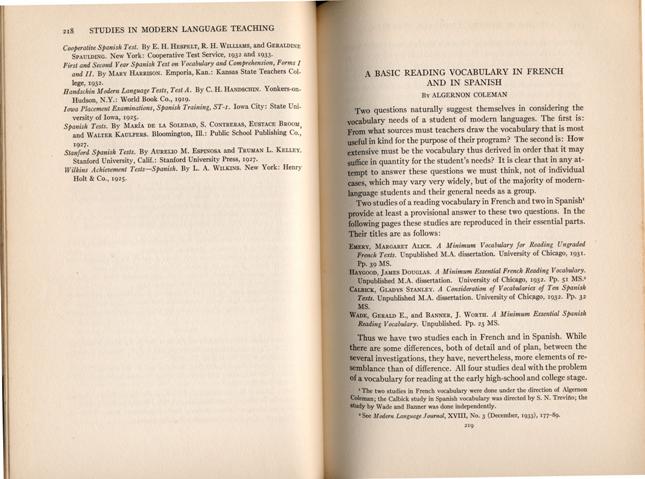 218 STUDIES IN MODERN LANGUAGE TEACHING
Cooperative Spanish Test. By E. H. HESPELT, R. H. WILLIAMS, and GERALDINE
SPAULDING. New York: Cooperative Test Service, 1932 and 1933.
First and Second Year Spanish Test on Vocabulary and Comprehension, Forms I
and II. By MARY HARRISON. Emporia, Kan.: Kansas State Teachers Col-
lege, 1932.
Handschin Modern Language Tests, Test A. By C. H. HANDSCHIN. Yonkers-on-
Hudson, N.Y.: World Book Co., 1919.
Iowa Placement Examinations, Spanish Training, ST-1. Iowa City: State Uni-
versity of Iowa, 1925.
Spanish Tests. By MARÍA DE LA SOLEDAD, S. CONTRERAS, EUSTACE BROOM,
and WALTER KAULFERS. Bloomington, Ill.: Public School Publishing Co.,
1927.
Stanford Spanish Tests. By AURELIO M. ESPINOSA and TRUMAN L. KELLEY.
Stanford University, Calif.: Stanford University Press, 1927.
Wilkins Achievement Tests—Spanish. By L. A. WILKINS. New York: Henry
Holt & Co., 1925.
A BASIC READING VOCABULARY IN FRENCH
AND IN SPANISH
BY ALGERNON COLEMAN
Two questions naturally suggest themselves in considering the
vocabulary needs of a student of modern languages. The first is:
From what sources must teachers draw the vocabulary that is most
useful in kind for the purpose of their program? The second is: How
extensive must be the vocabulary thus derived in order that it may
suffice in quantity for the student's needs? It is clear that in any at-
tempt to answer these questions we must think, not of individual
cases, which may vary very widely, but of the majority of modern-
language students and their general needs as a group.
Two studies of a reading vocabulary in French and two in Spanish¹
provide at least a provisional answer to these two questions. In the
following pages these studies are reproduced in their essential parts.
Their titles are as follows:
EMERY, MARGARET ALICE. A Minimum Vocabulary for Reading Ungraded
French Texts. Unpublished M.A. dissertation. University of Chicago, 1931.
Pp. 39 MS.
HAYGOOD, JAMES DOUGLAS. A Minimum Essential French Reading Vocabulary.
Unpublished M.A. dissertation. University of Chicago, 1932. Pp. 51 MS.²
CALBICK, GLADYS STANLEY. A Consideration of Vocabularies of Ten Spanish
Texts. Unpublished M.A. dissertation. University of Chicago, 1932. Pp. 32
MS.
WADE, GERALD E., and BANNER, J. WORTH. A Minimum Essential Spanish
Reading Vocabulary. Unpublished. Pp. 25 MS.
Thus we have two studies each in French and in Spanish. While
there are some differences, both of detail and of plan, between the
several investigations, they have, nevertheless, more elements of re-
semblance than of difference. All four studies deal with the problem
of a vocabulary for reading at the early high-school and college stage.
¹ The two studies in French vocabulary were done under the direction of Algernon
Coleman; the Calbick study in Spanish vocabulary was directed by S. N. Treviño; the
study by Wade and Banner was done independently.
² See Modern Language Journal, XVIII, No. 3 (December, 1933), 177–89.
219